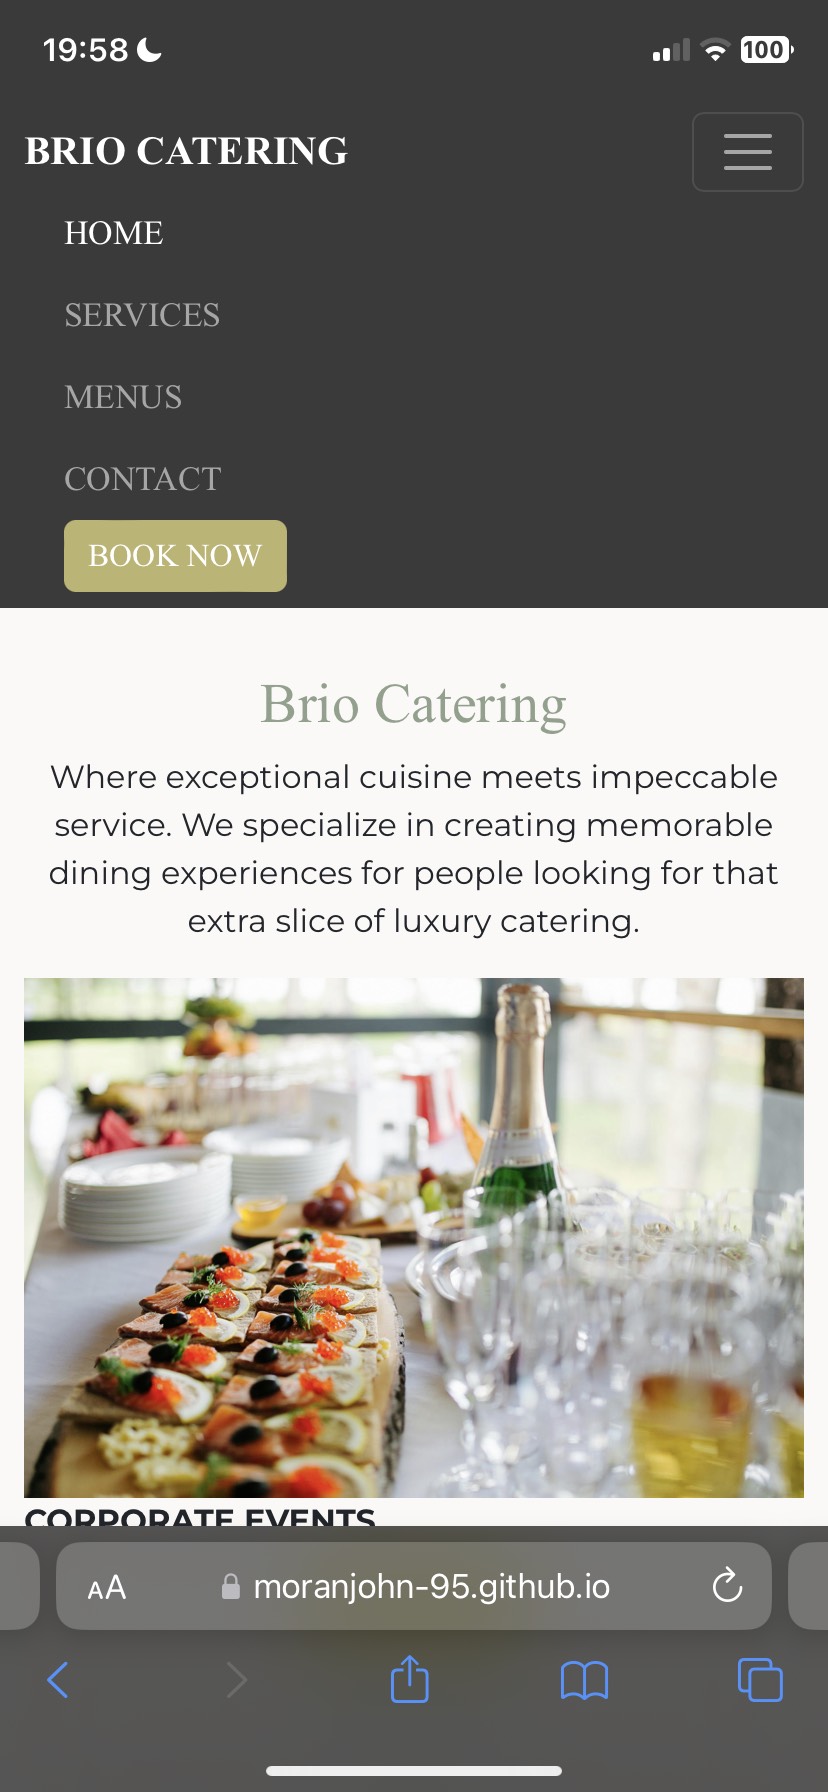 19:58
100
BRIO CATERING
HOME
SERVICES
MENUS
CONTACT
BOOK NOW
Brio Catering
Where exceptional cuisine meets impeccable
service. We specialize in creating memorable
dining experiences for people looking for that
extra slice of luxury catering.
CORPORATE EVENTS
AA moranjohn-95.github.io